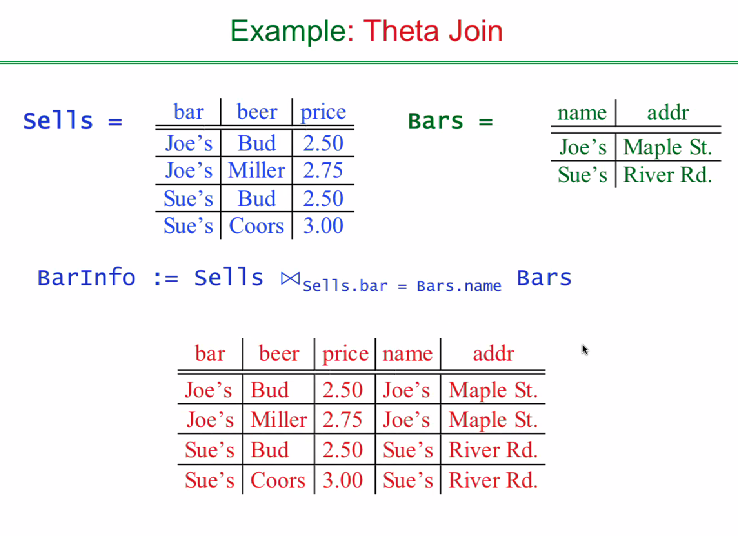 Example: Theta Join
Sells =
bar beer price
Joe's Bud 2.50
Joe's Miller 2.75
Sue's Bud 2.50
Sue's Coors 3.00
Bars =
name addr
Joe's Maple St.
Sue's River Rd.
BarInfo := Sells ⋈Sells.bar = Bars.name Bars
bar beer price name addr
Joe's Bud 2.50 Joe's Maple St.
Joe's Miller 2.75 Joe's Maple St.
Sue's Bud 2.50 Sue's River Rd.
Sue's Coors 3.00 Sue's River Rd.